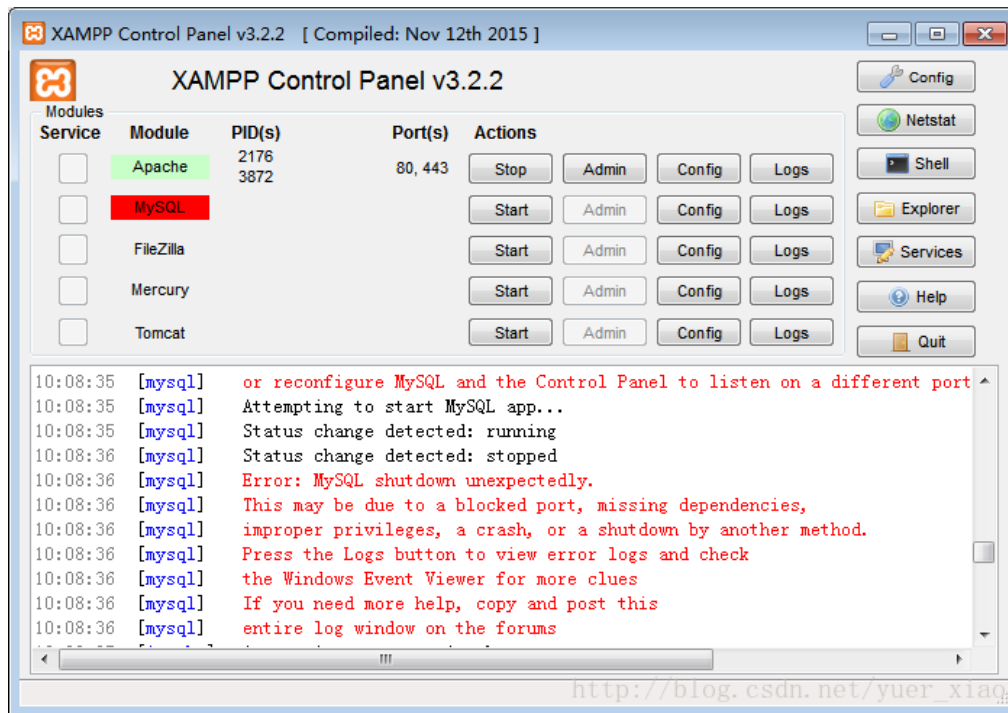 XAMPP Control Panel v3.2.2 [ Compiled: Nov 12th 2015 ]
XAMPP Control Panel v3.2.2
Config
Modules
Service Module PID(s) Port(s) Actions
Netstat
Apache 2176 3872 80, 443 Stop Admin Config Logs
Shell
MySQL Start Admin Config Logs
Explorer
FileZilla Start Admin Config Logs
Services
Mercury Start Admin Config Logs
Help
Tomcat Start Admin Config Logs
Quit
10:08:35 [mysql] or reconfigure MySQL and the Control Panel to listen on a different port
10:08:35 [mysql] Attempting to start MySQL app...
10:08:35 [mysql] Status change detected: running
10:08:36 [mysql] Status change detected: stopped
10:08:36 [mysql] Error: MySQL shutdown unexpectedly.
10:08:36 [mysql] This may be due to a blocked port, missing dependencies,
10:08:36 [mysql] improper privileges, a crash, or a shutdown by another method.
10:08:36 [mysql] Press the Logs button to view error logs and check
10:08:36 [mysql] the Windows Event Viewer for more clues
10:08:36 [mysql] If you need more help, copy and post this
10:08:36 [mysql] entire log window on the forums
http://blog.csdn.net/yuer_xiao